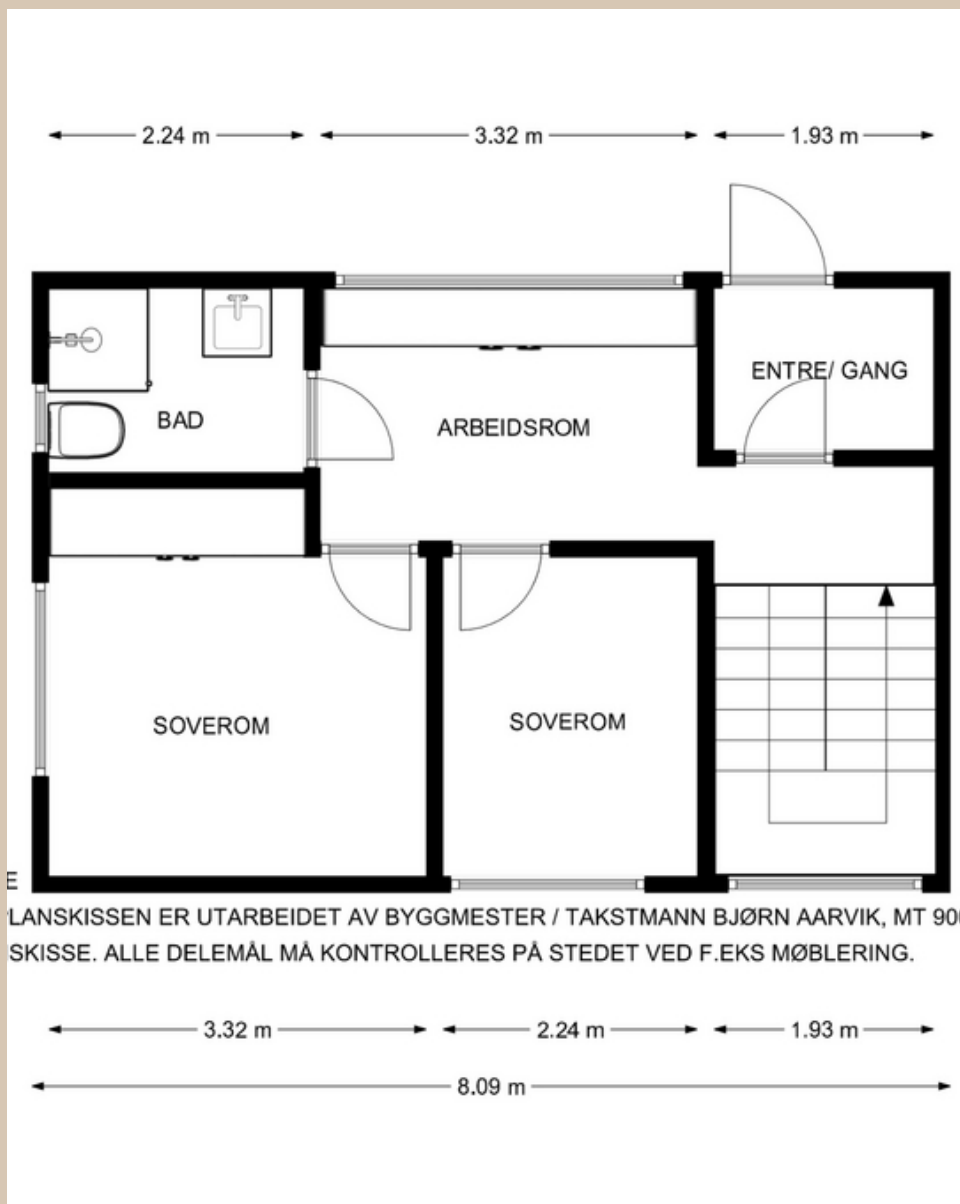 2.24 m 3.32 m 1.93 m
ENTRE/ GANG
BAD
ARBEIDSROM
SOVEROM
SOVEROM
E
LANSKISSEN ER UTARBEIDET AV BYGGMESTER / TAKSTMANN BJØRN AARVIK, MT 90
SKISSE. ALLE DELEMÅL MÅ KONTROLLERES PÅ STEDET VED F.EKS MØBLERING.
3.32 m 2.24 m 1.93 m
8.09 m